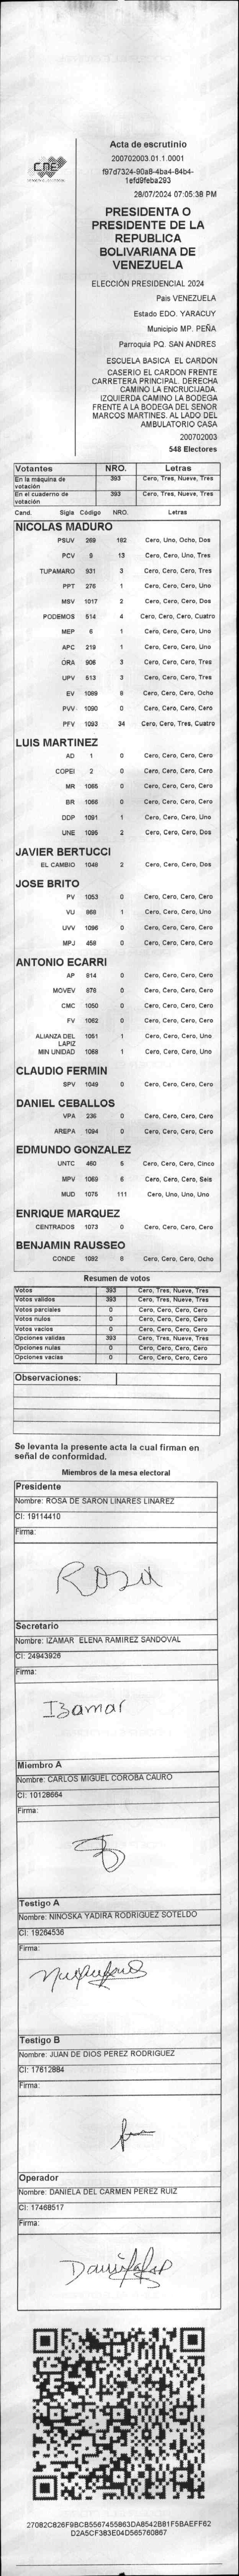 CNE
Acta de escrutinio
200702003.01.1.0001
f97d7324-90a8-4ba4-84b4-
1efd9feba293
28/07/2024 07:05:38 PM
PRESIDENTA O
PRESIDENTE DE LA
REPUBLICA
BOLIVARIANA DE
VENEZUELA
ELECCIÓN PRESIDENCIAL 2024
Pais VENEZUELA
Estado EDO. YARACUY
Municipio MP. PEÑA
Parroquia PQ. SAN ANDRES
ESCUELA BASICA EL CARDON
CASERIO EL CARDON FRENTE
CARRETERA PRINCIPAL. DERECHA
CAMINO LA ENCRUCIJADA.
IZQUIERDA CAMINO LA BODEGA
FRENTE A LA BODEGA DEL SENOR
MARCOS MARTINES. AL LADO DEL
AMBULATORIO CASA
200702003
548 Electores
Votantes NRO. Letras
En la máquina de votación 393 Cero, Tres, Nueve, Tres
En el cuaderno de votación 393 Cero, Tres, Nueve, Tres
Cand. Sigla Código NRO. Letras
NICOLAS MADURO
PSUV 269 192 Cero, Uno, Ocho, Dos
PCV 9 13 Cero, Cero, Uno, Tres
TUPAMARO 931 3 Cero, Cero, Cero, Tres
PPT 276 1 Cero, Cero, Cero, Uno
MSV 1017 2 Cero, Cero, Cero, Dos
PODEMOS 514 4 Cero, Cero, Cero, Cuatro
MEP 6 1 Cero, Cero, Cero, Uno
APC 219 1 Cero, Cero, Cero, Uno
ORA 906 3 Cero, Cero, Cero, Tres
UPV 513 3 Cero, Cero, Cero, Tres
EV 1089 8 Cero, Cero, Cero, Ocho
PVV 1090 0 Cero, Cero, Cero, Cero
PFV 1093 34 Cero, Cero, Tres, Cuatro
LUIS MARTINEZ
AD 1 0 Cero, Cero, Cero, Cero
COPEI 2 0 Cero, Cero, Cero, Cero
MR 1065 0 Cero, Cero, Cero, Cero
BR 1066 0 Cero, Cero, Cero, Cero
DDP 1091 1 Cero, Cero, Cero, Uno
UNE 1095 2 Cero, Cero, Cero, Dos
JAVIER BERTUCCI
EL CAMBIO 1048 2 Cero, Cero, Cero, Dos
JOSE BRITO
PV 1053 0 Cero, Cero, Cero, Cero
VU 868 1 Cero, Cero, Cero, Uno
UVV 1096 0 Cero, Cero, Cero, Cero
MPJ 458 0 Cero, Cero, Cero, Cero
ANTONIO ECARRI
AP 814 0 Cero, Cero, Cero, Cero
MOVEV 878 0 Cero, Cero, Cero, Cero
CMC 1050 0 Cero, Cero, Cero, Cero
FV 1062 0 Cero, Cero, Cero, Cero
ALIANZA DEL LAPIZ 1051 1 Cero, Cero, Cero, Uno
MIN UNIDAD 1068 1 Cero, Cero, Cero, Uno
CLAUDIO FERMIN
SPV 1049 0 Cero, Cero, Cero, Cero
DANIEL CEBALLOS
VPA 236 0 Cero, Cero, Cero, Cero
AREPA 1094 0 Cero, Cero, Cero, Cero
EDMUNDO GONZALEZ
UNTC 460 5 Cero, Cero, Cero, Cinco
MPV 1069 6 Cero, Cero, Cero, Seis
MUD 1075 111 Cero, Uno, Uno, Uno
ENRIQUE MARQUEZ
CENTRADOS 1073 0 Cero, Cero, Cero, Cero
BENJAMIN RAUSSEO
CONDE 1082 8 Cero, Cero, Cero, Ocho
Resumen de votos
Votos 393 Cero, Tres, Nueve, Tres
Votos validos 393 Cero, Tres, Nueve, Tres
Votos parciales 0 Cero, Cero, Cero, Cero
Votos nulos 0 Cero, Cero, Cero, Cero
Votos vacios 0 Cero, Cero, Cero, Cero
Opciones validas 393 Cero, Tres, Nueve, Tres
Opciones nulas 0 Cero, Cero, Cero, Cero
Opciones vacias 0 Cero, Cero, Cero, Cero
Observaciones:
Se levanta la presente acta la cual firman en
señal de conformidad.
Miembros de la mesa electoral
Presidente
Nombre: ROSA DE SARON LINARES LINAREZ
CI: 19114410
Firma:
Rosa
Secretario
Nombre: IZAMAR ELENA RAMIREZ SANDOVAL
CI: 24943926
Firma:
Izamar
Miembro A
Nombre: CARLOS MIGUEL COROBA CAURO
CI: 10128664
Firma:
Testigo A
Nombre: NINOSKA YADIRA RODRIGUEZ SOTELDO
CI: 19264536
Firma:
Testigo B
Nombre: JUAN DE DIOS PEREZ RODRIGUEZ
CI: 17612884
Firma:
Operador
Nombre: DANIELA DEL CARMEN PEREZ RUIZ
CI: 17468517
Firma:
27082C826F9BCB5567455863DA8542B81F5BAEFF62
D2A5CF383E04D565760867